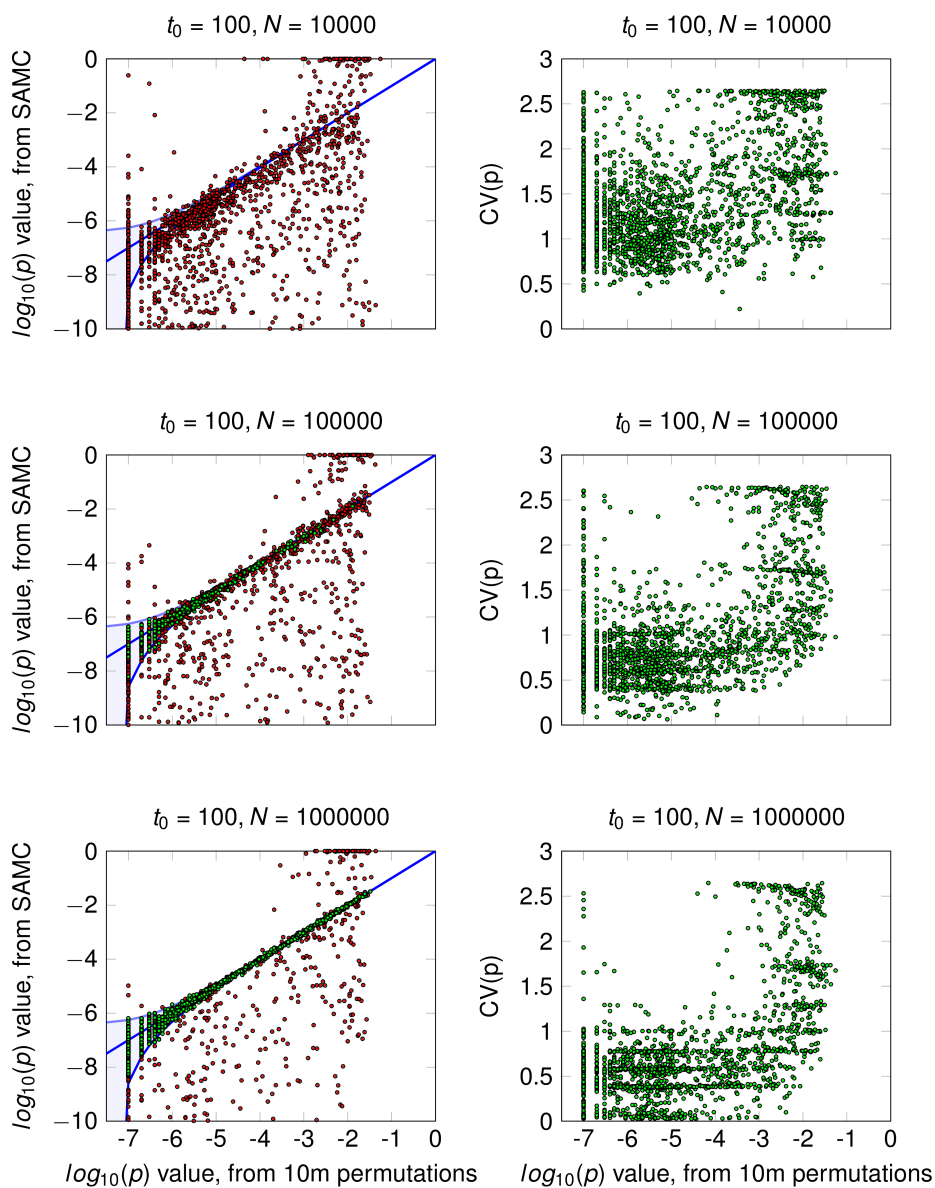 t0 = 100, N = 10000
t0 = 100, N = 10000
log10(p) value, from SAMC
0
−2
−4
−6
−8
−10
CV(p)
3
2.5
2
1.5
1
0.5
0
t0 = 100, N = 100000
t0 = 100, N = 100000
log10(p) value, from SAMC
0
−2
−4
−6
−8
−10
CV(p)
3
2.5
2
1.5
1
0.5
0
t0 = 100, N = 1000000
t0 = 100, N = 1000000
log10(p) value, from SAMC
0
−2
−4
−6
−8
−10
CV(p)
3
2.5
2
1.5
1
0.5
0
-7 -6 -5 -4 -3 -2 -1 0
-7 -6 -5 -4 -3 -2 -1 0
log10(p) value, from 10m permutations
log10(p) value, from 10m permutations